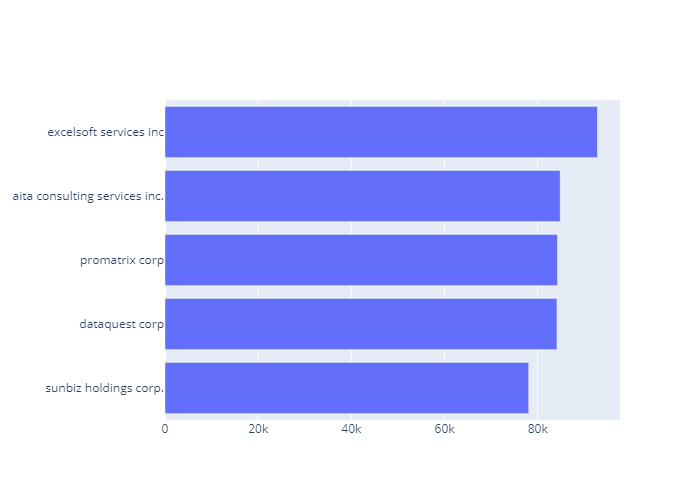 excelsoft services inc
aita consulting services inc.
promatrix corp
dataquest corp
sunbiz holdings corp.
0 20k 40k 60k 80k